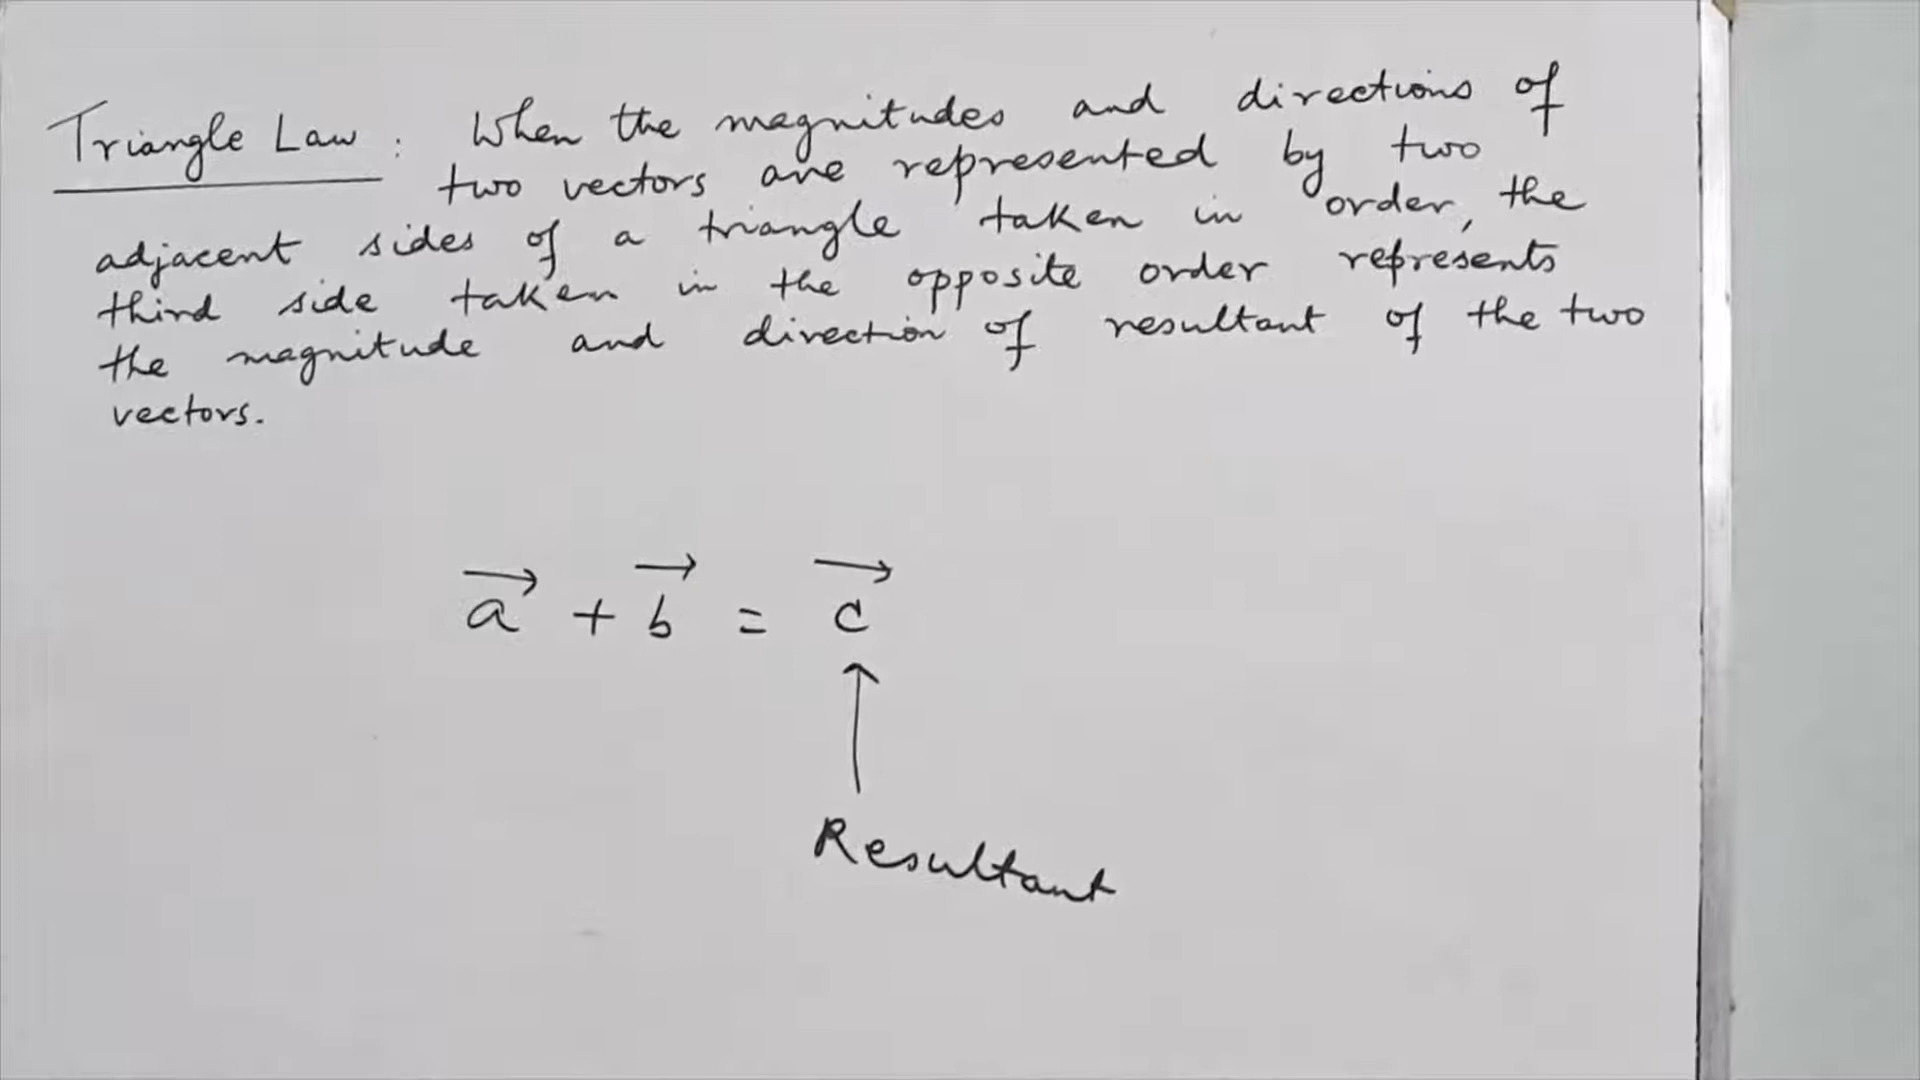 Triangle Law : When the magnitudes and directions of
two vectors are represented by two
adjacent sides of a triangle taken in order, the
third side taken in the opposite order represents
the magnitude and direction of resultant of the two
vectors.
a⃗ + b⃗ = c⃗
↑
Resultant